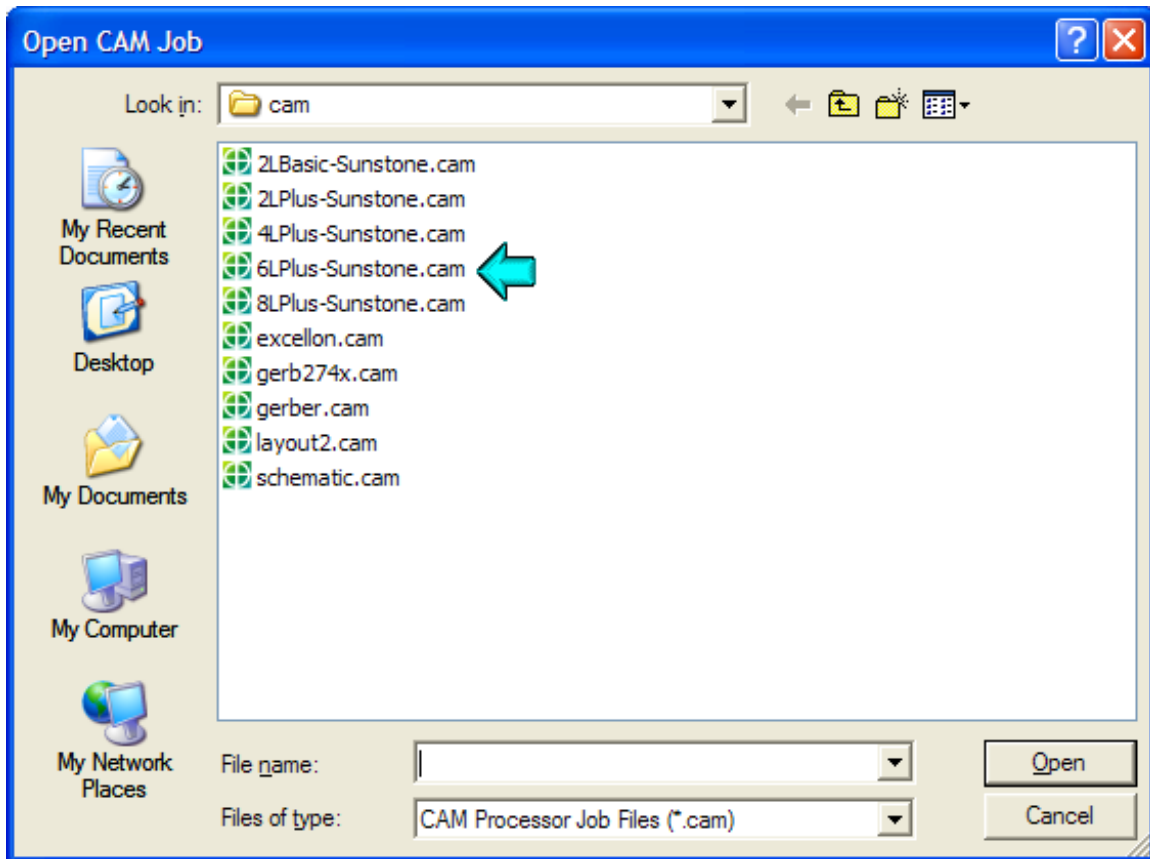 Open CAM Job
Look in:
cam
My Recent
Documents
Desktop
My Documents
My Computer
My Network
Places
2LBasic-Sunstone.cam
2LPlus-Sunstone.cam
4LPlus-Sunstone.cam
6LPlus-Sunstone.cam
8LPlus-Sunstone.cam
excellon.cam
gerb274x.cam
gerber.cam
layout2.cam
schematic.cam
File name:
Open
Files of type:
CAM Processor Job Files (*.cam)
Cancel